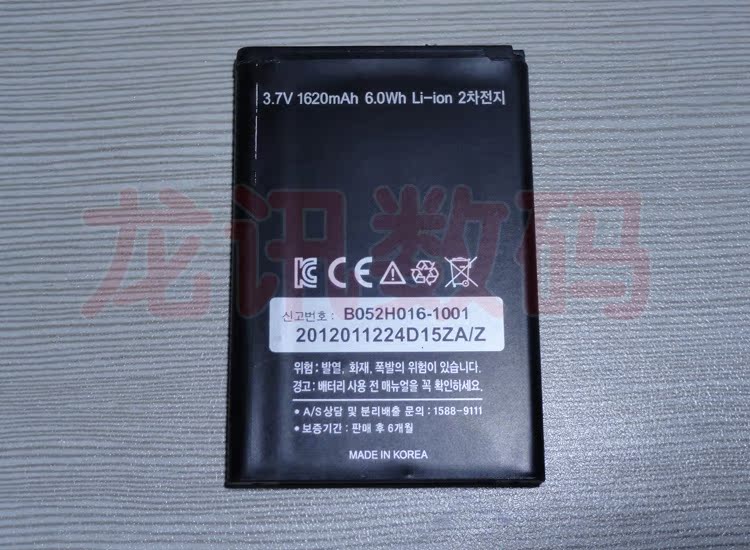 3.7V 1620mAh 6.0Wh Li-ion 2차전지
龙讯数码
KC CE
신고번호 : B052H016-1001
2012011224D15ZA/Z
위험 : 발열, 화재, 폭발의 위험이 있습니다.
경고 : 배터리 사용 전 매뉴얼을 꼭 확인하세요.
• A/S상담 및 분리배출 문의 : 1588-9111
• 보증기간 : 판매 후 6개월
MADE IN KOREA